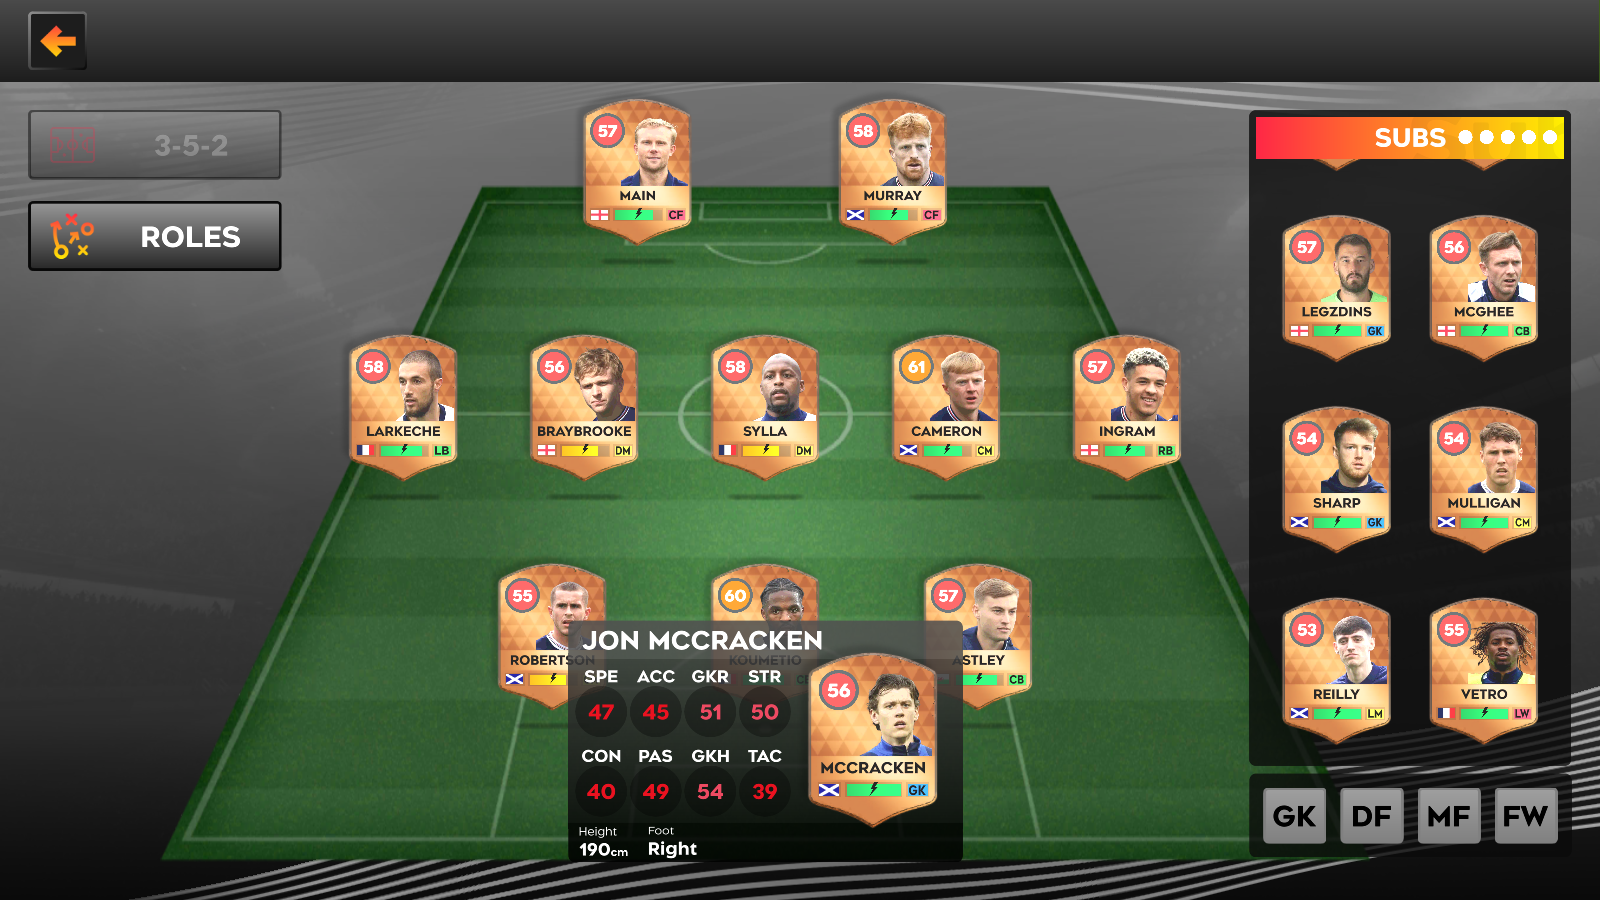 3-5-2
ROLES
57
MAIN
CF
58
MURRAY
CF
58
LARKECHE
LB
56
BRAYBROOKE
DM
58
SYLLA
DM
61
CAMERON
CM
57
INGRAM
RB
55
ROBERTSON
60
KOUMETIO
57
ASTLEY
CB
JON MCCRACKEN
SPE ACC GKR STR
47 45 51 50
CON PAS GKH TAC
40 49 54 39
Height Foot
190cm Right
56
MCCRACKEN
GK
SUBS
57
LEGZDINS
GK
56
MCGHEE
CB
54
SHARP
GK
54
MULLIGAN
CM
53
REILLY
LM
55
VETRO
LW
GK DF MF FW